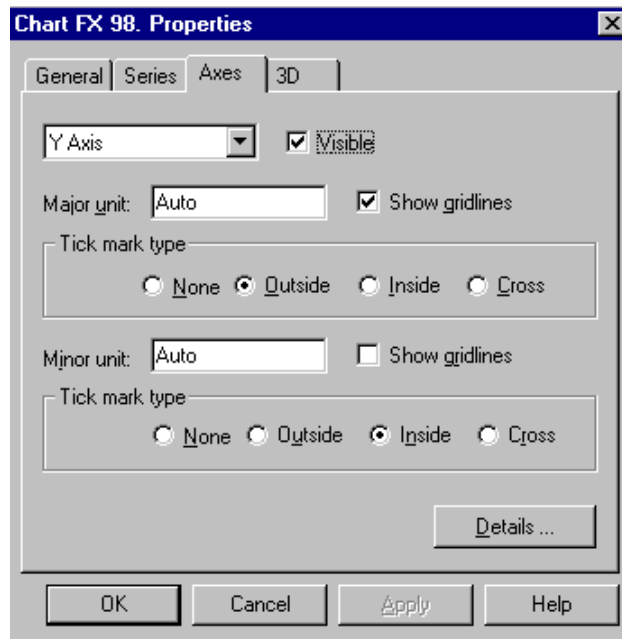 Chart FX 98. Properties
General Series Axes 3D
Y Axis Visible
Major unit: Auto Show gridlines
Tick mark type
None Outside Inside Cross
Minor unit: Auto Show gridlines
Tick mark type
None Outside Inside Cross
Details ...
OK Cancel Apply Help